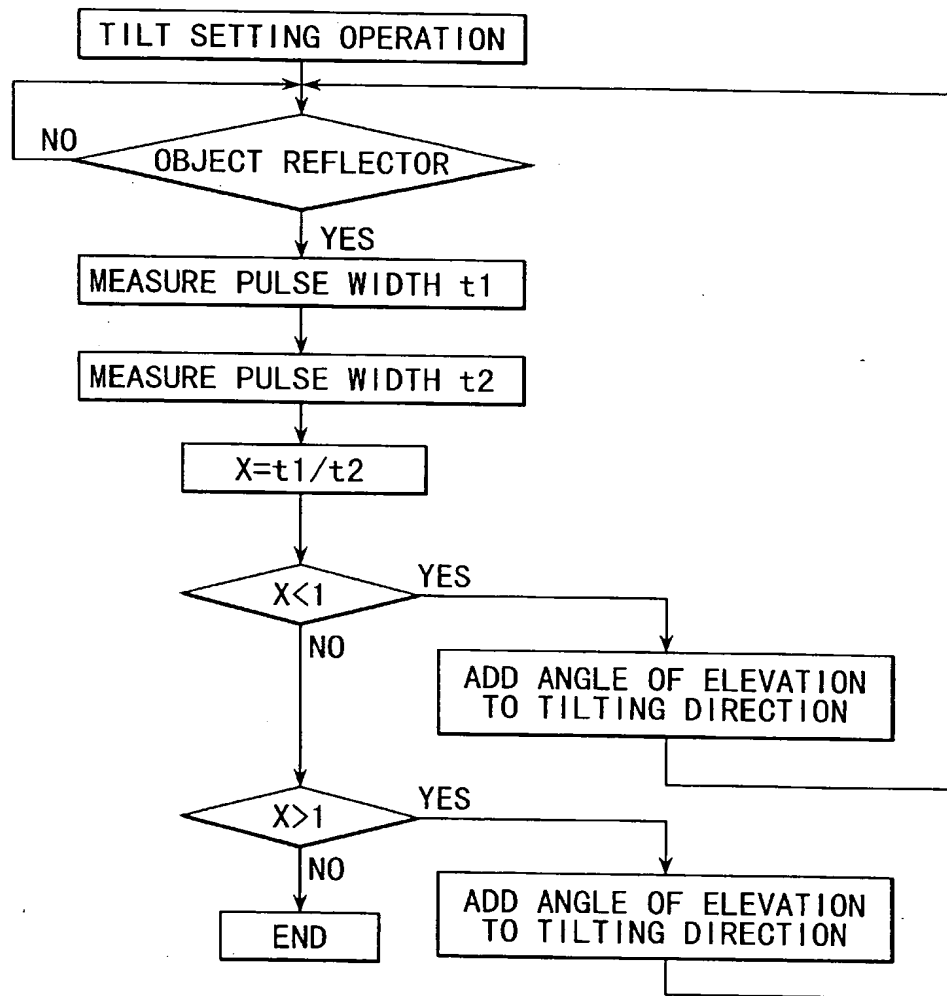 TILT SETTING OPERATION
NO
OBJECT REFLECTOR
YES
MEASURE PULSE WIDTH t1
MEASURE PULSE WIDTH t2
X=t1/t2
X<1
YES
NO
ADD ANGLE OF ELEVATION
TO TILTING DIRECTION
X>1
YES
NO
ADD ANGLE OF ELEVATION
TO TILTING DIRECTION
END